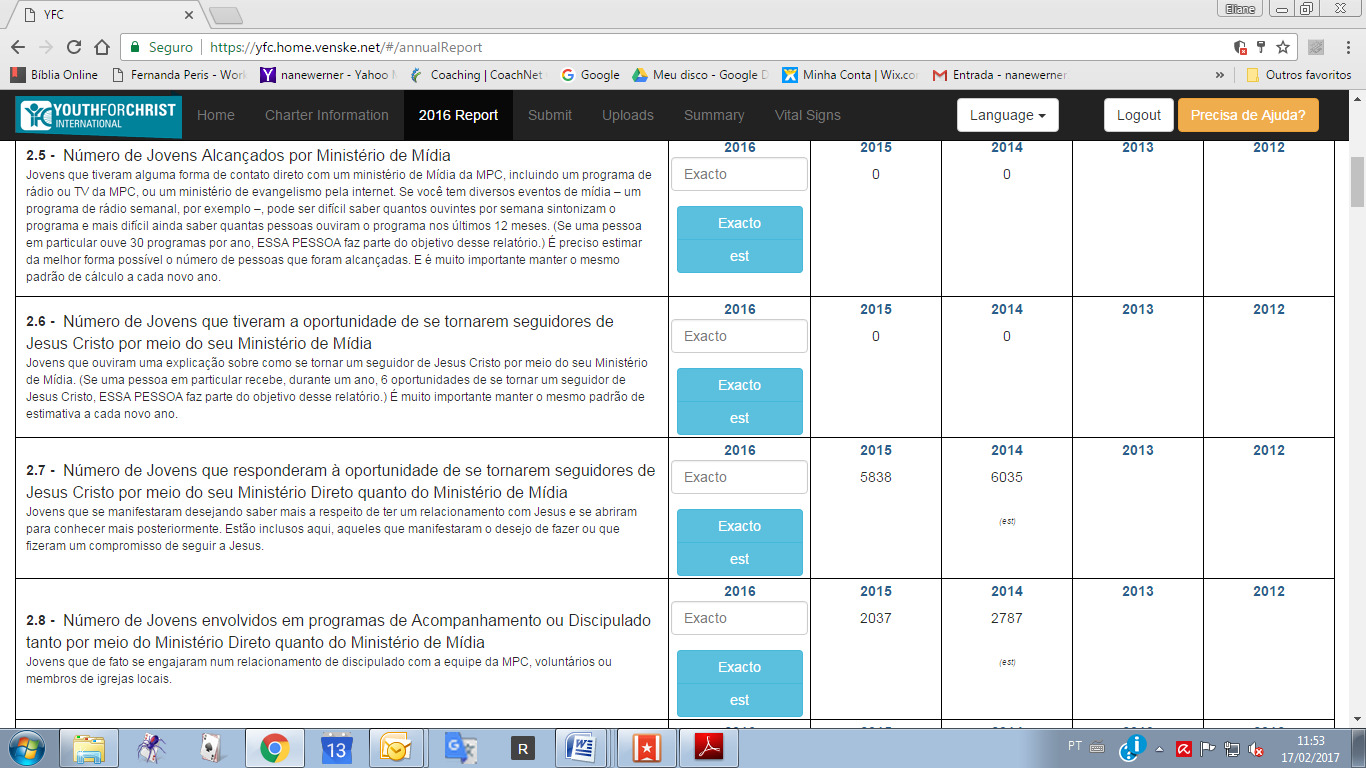 YFC
Eliane
Seguro https://yfc.home.venske.net/#/annualReport
Bíblia Online Fernanda Peris - Work nanewerner - Yahoo M Coaching | CoachNet Google Meu disco - Google D Minha Conta | Wix.co Entrada - nanewerner » Outros favoritos
YOUTHFORCHRIST
INTERNATIONAL
Home Charter Information 2016 Report Submit Uploads Summary Vital Signs Language Logout Precisa de Ajuda?
2.5 - Número de Jovens Alcançados por Ministério de Mídia
Jovens que tiveram alguma forma de contato direto com um ministério de Mídia da MPC, incluindo um programa de
rádio ou TV da MPC, ou um ministério de evangelismo pela internet. Se você tem diversos eventos de mídia – um
programa de rádio semanal, por exemplo –, pode ser difícil saber quantos ouvintes por semana sintonizam o
programa e mais difícil ainda saber quantas pessoas ouviram o programa nos últimos 12 meses. (Se uma pessoa
em particular ouve 30 programas por ano, ESSA PESSOA faz parte do objetivo desse relatório.) É preciso estimar
da melhor forma possível o número de pessoas que foram alcançadas. E é muito importante manter o mesmo
padrão de cálculo a cada novo ano.
2016 2015 2014 2013 2012
Exacto 0 0
Exacto
est
2.6 - Número de Jovens que tiveram a oportunidade de se tornarem seguidores de
Jesus Cristo por meio do seu Ministério de Mídia
Jovens que ouviram uma explicação sobre como se tornar um seguidor de Jesus Cristo por meio do seu Ministério
de Mídia. (Se uma pessoa em particular recebe, durante um ano, 6 oportunidades de se tornar um seguidor de
Jesus Cristo, ESSA PESSOA faz parte do objetivo desse relatório.) É muito importante manter o mesmo padrão de
estimativa a cada novo ano.
2016 2015 2014 2013 2012
Exacto 0 0
Exacto
est
2.7 - Número de Jovens que responderam à oportunidade de se tornarem seguidores de
Jesus Cristo por meio do seu Ministério Direto quanto do Ministério de Mídia
Jovens que se manifestaram desejando saber mais a respeito de ter um relacionamento com Jesus e se abriram
para conhecer mais posteriormente. Estão inclusos aqui, aqueles que manifestaram o desejo de fazer ou que
fizeram um compromisso de seguir a Jesus.
2016 2015 2014 2013 2012
Exacto 5838 6035
(est)
Exacto
est
2.8 - Número de Jovens envolvidos em programas de Acompanhamento ou Discipulado
tanto por meio do Ministério Direto quanto do Ministério de Mídia
Jovens que de fato se engajaram num relacionamento de discipulado com a equipe da MPC, voluntários ou
membros de igrejas locais.
2016 2015 2014 2013 2012
Exacto 2037 2787
(est)
Exacto
est
13
R
PT
11:53
17/02/2017